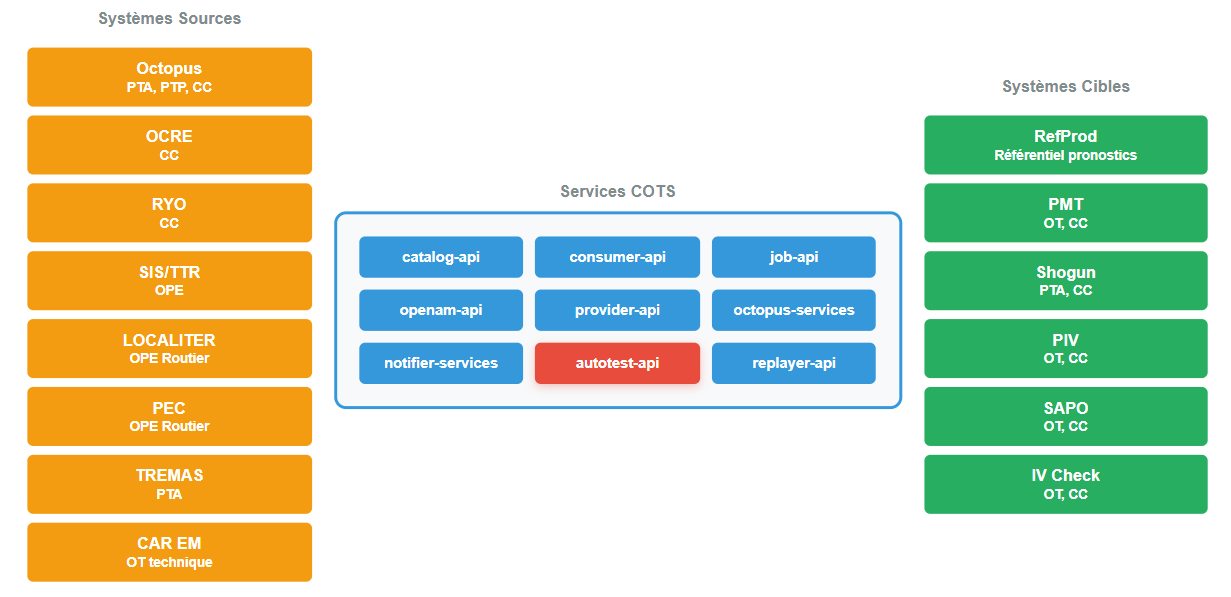 Systèmes Sources
Octopus
PTA, PTP, CC
OCRE
CC
RYO
CC
SIS/TTR
OPE
LOCALITER
OPE Routier
PEC
OPE Routier
TREMAS
PTA
CAR EM
OT technique
Services COTS
catalog-api
consumer-api
job-api
openam-api
provider-api
octopus-services
notifier-services
autotest-api
replayer-api
Systèmes Cibles
RefProd
Référentiel pronostics
PMT
OT, CC
Shogun
PTA, CC
PIV
OT, CC
SAPO
OT, CC
IV Check
OT, CC